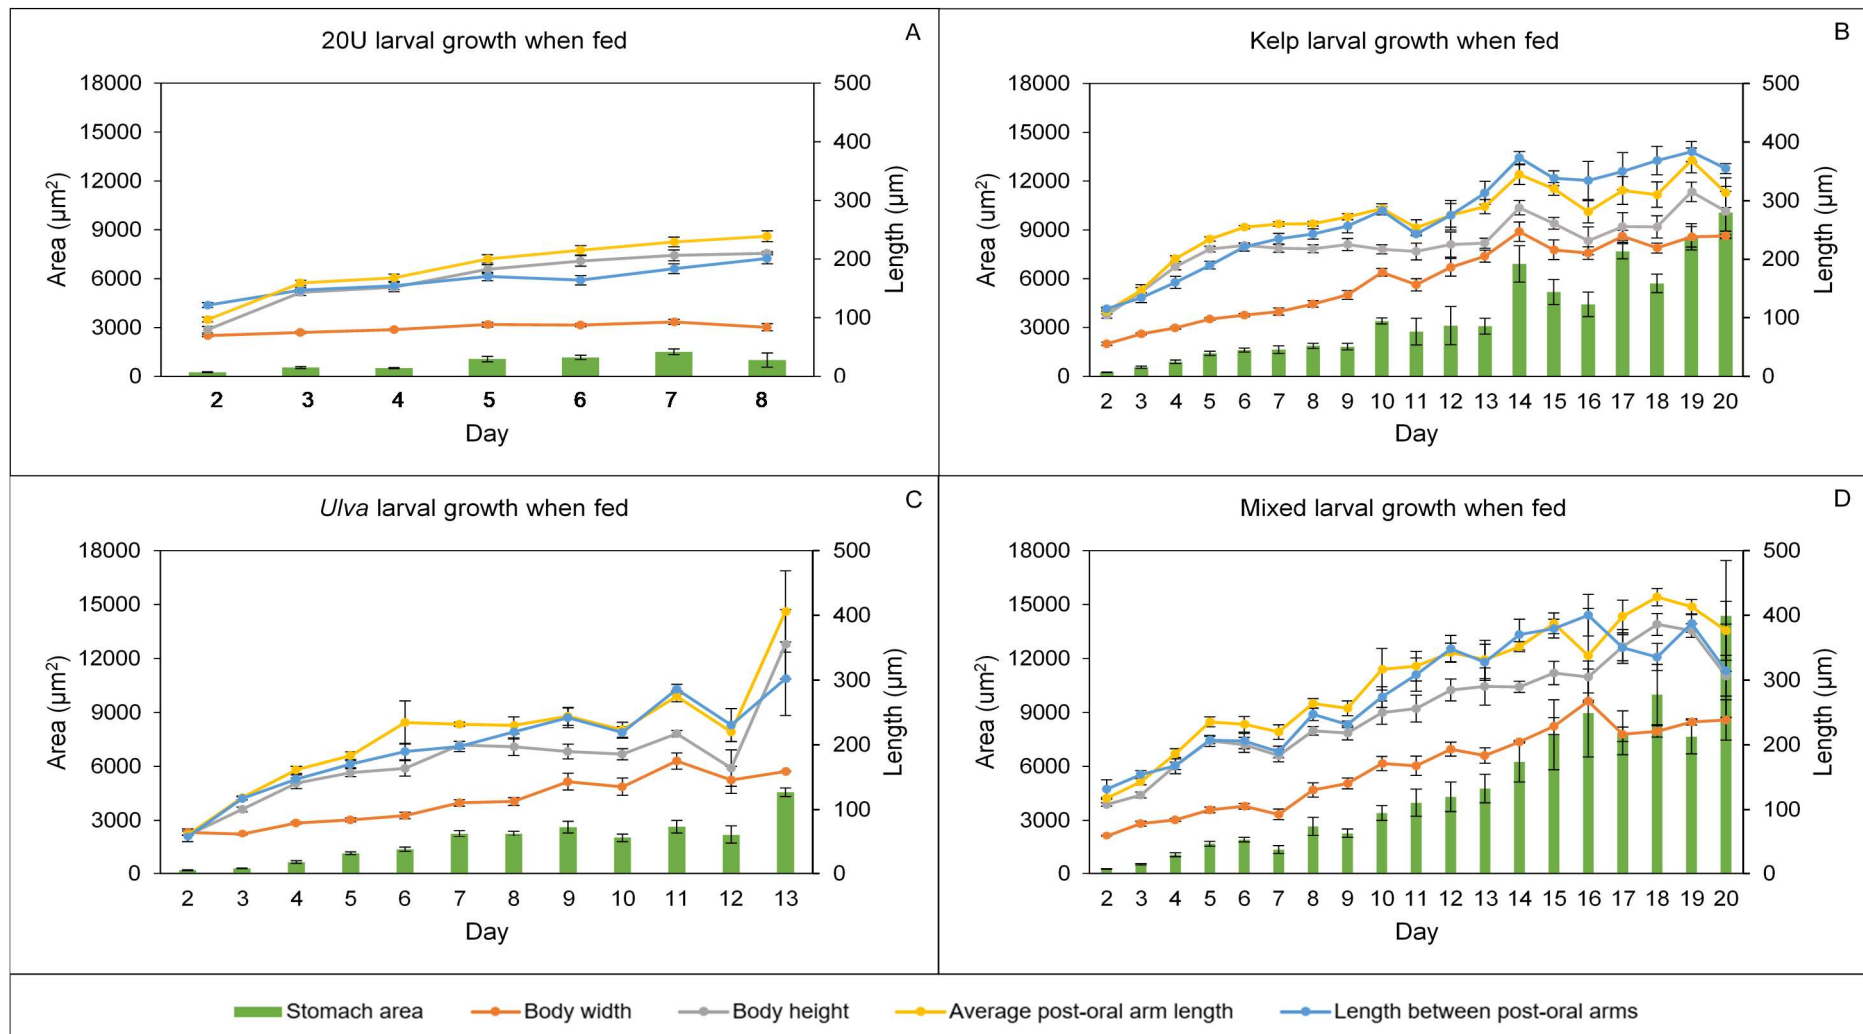 20U larval growth when fed
A
18000
15000
12000
9000
6000
3000
0
Area (µm²)
500
400
300
200
100
0
Length (µm)
2 3 4 5 6 7 8
Day
Kelp larval growth when fed
B
18000
15000
12000
9000
6000
3000
0
Area (um²)
500
400
300
200
100
0
Length (µm)
2 3 4 5 6 7 8 9 10 11 12 13 14 15 16 17 18 19 20
Day
Ulva larval growth when fed
C
18000
15000
12000
9000
6000
3000
0
Area (µm²)
500
400
300
200
100
0
Length (µm)
2 3 4 5 6 7 8 9 10 11 12 13
Day
Mixed larval growth when fed
D
18000
15000
12000
9000
6000
3000
0
Area (um²)
500
400
300
200
100
0
Length (µm)
2 3 4 5 6 7 8 9 10 11 12 13 14 15 16 17 18 19 20
Day
Stomach area Body width Body height Average post-oral arm length Length between post-oral arms